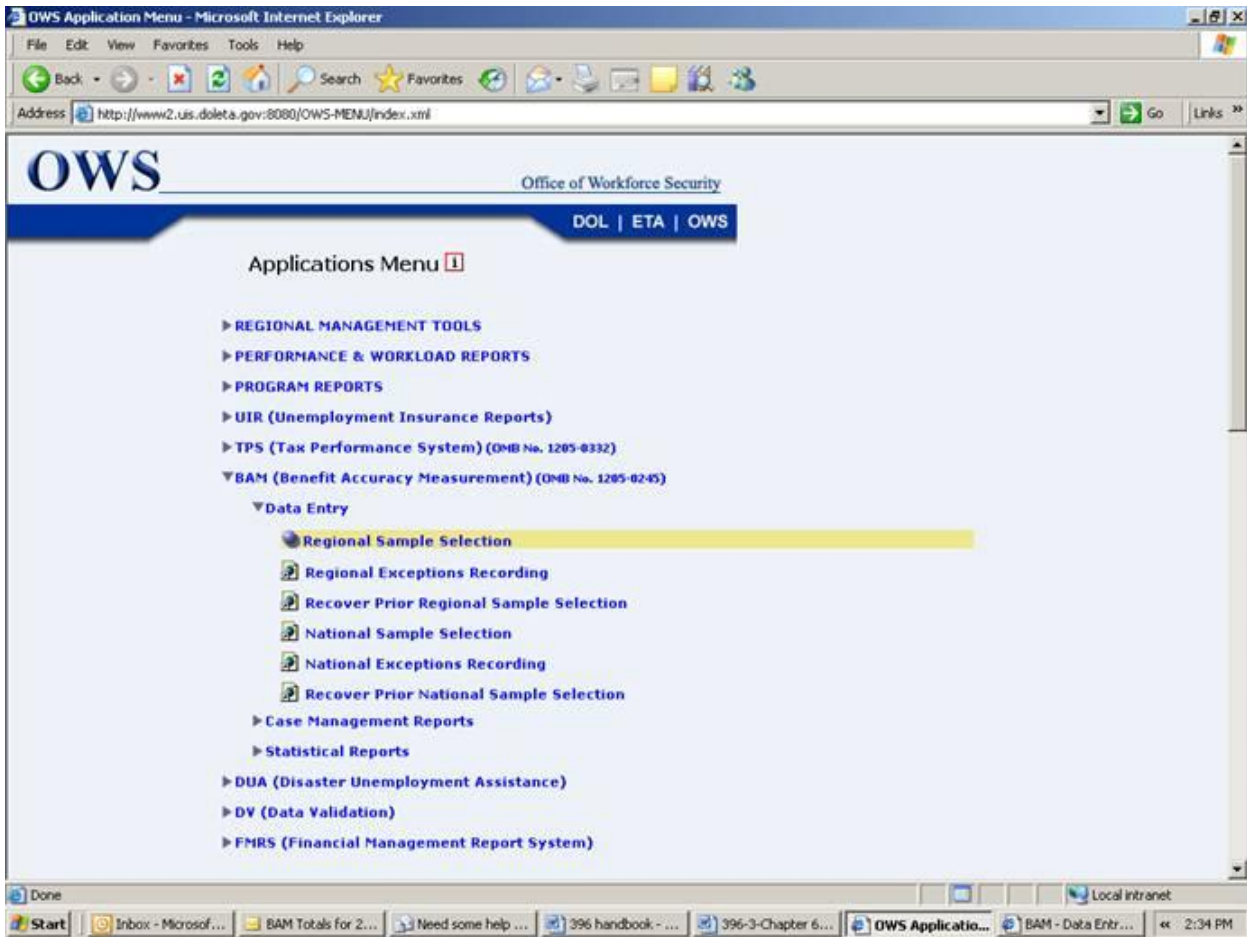 OWS Application Menu - Microsoft Internet Explorer
File Edit View Favorites Tools Help
Back Search Favorites
Address http://www2.uis.doleta.gov:8080/OWS-MENU/index.xml Go Links »
OWS
Office of Workforce Security
DOL | ETA | OWS
Applications Menu i
REGIONAL MANAGEMENT TOOLS
PERFORMANCE & WORKLOAD REPORTS
PROGRAM REPORTS
UIR (Unemployment Insurance Reports)
TPS (Tax Performance System) (OMB No. 1205-0332)
BAM (Benefit Accuracy Measurement) (OMB No. 1205-0245)
Data Entry
Regional Sample Selection
Regional Exceptions Recording
Recover Prior Regional Sample Selection
National Sample Selection
National Exceptions Recording
Recover Prior National Sample Selection
Case Management Reports
Statistical Reports
DUA (Disaster Unemployment Assistance)
DV (Data Validation)
FMRS (Financial Management Report System)
Done Local intranet
Start Inbox - Microsof... BAM Totals for 2... Need some help ... 396 handbook - ... 396-3-Chapter 6... OWS Applicatio... BAM - Data Entr... « 2:34 PM